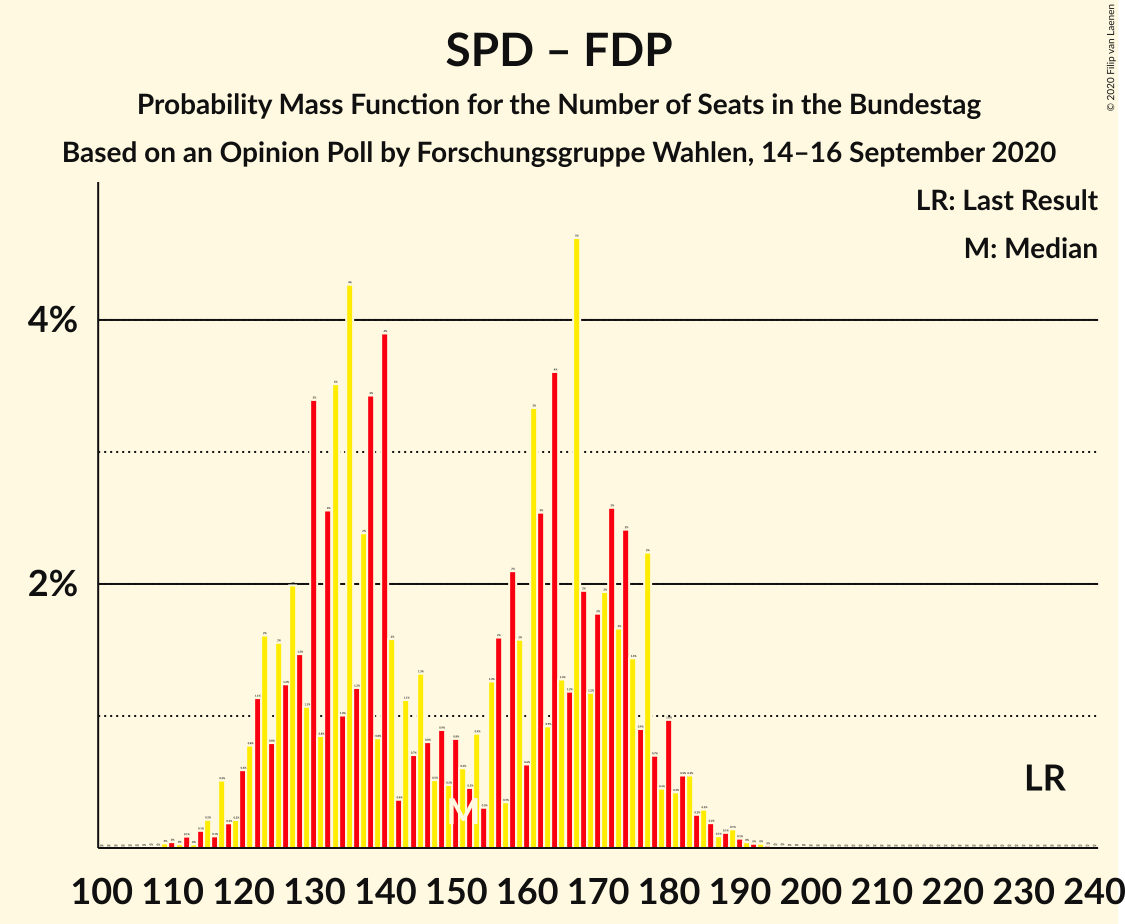 SPD – FDP
Probability Mass Function for the Number of Seats in the Bundestag
Based on an Opinion Poll by Forschungsgruppe Wahlen, 14–16 September 2020
© 2020 Filip van Laenen
LR: Last Result
M: Median
4%
2%
M
LR
100 110 120 130 140 150 160 170 180 190 200 210 220 230 240